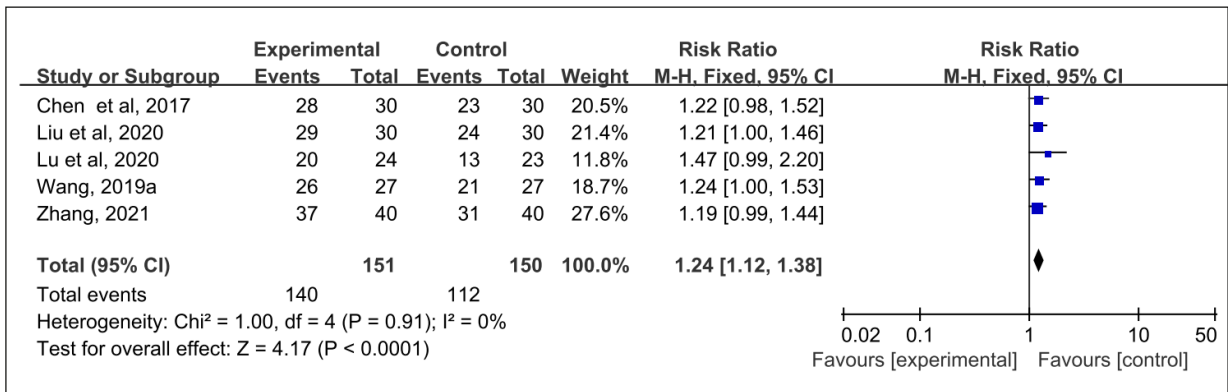 Experimental Control Risk Ratio Risk Ratio
Study or Subgroup Events Total Events Total Weight M-H, Fixed, 95% CI M-H, Fixed, 95% CI
Chen et al, 2017 28 30 23 30 20.5% 1.22 [0.98, 1.52]
Liu et al, 2020 29 30 24 30 21.4% 1.21 [1.00, 1.46]
Lu et al, 2020 20 24 13 23 11.8% 1.47 [0.99, 2.20]
Wang, 2019a 26 27 21 27 18.7% 1.24 [1.00, 1.53]
Zhang, 2021 37 40 31 40 27.6% 1.19 [0.99, 1.44]
Total (95% CI) 151 150 100.0% 1.24 [1.12, 1.38]
Total events 140 112
Heterogeneity: Chi² = 1.00, df = 4 (P = 0.91); I² = 0%
Test for overall effect: Z = 4.17 (P < 0.0001)
0.02 0.1 1 10 50
Favours [experimental] Favours [control]